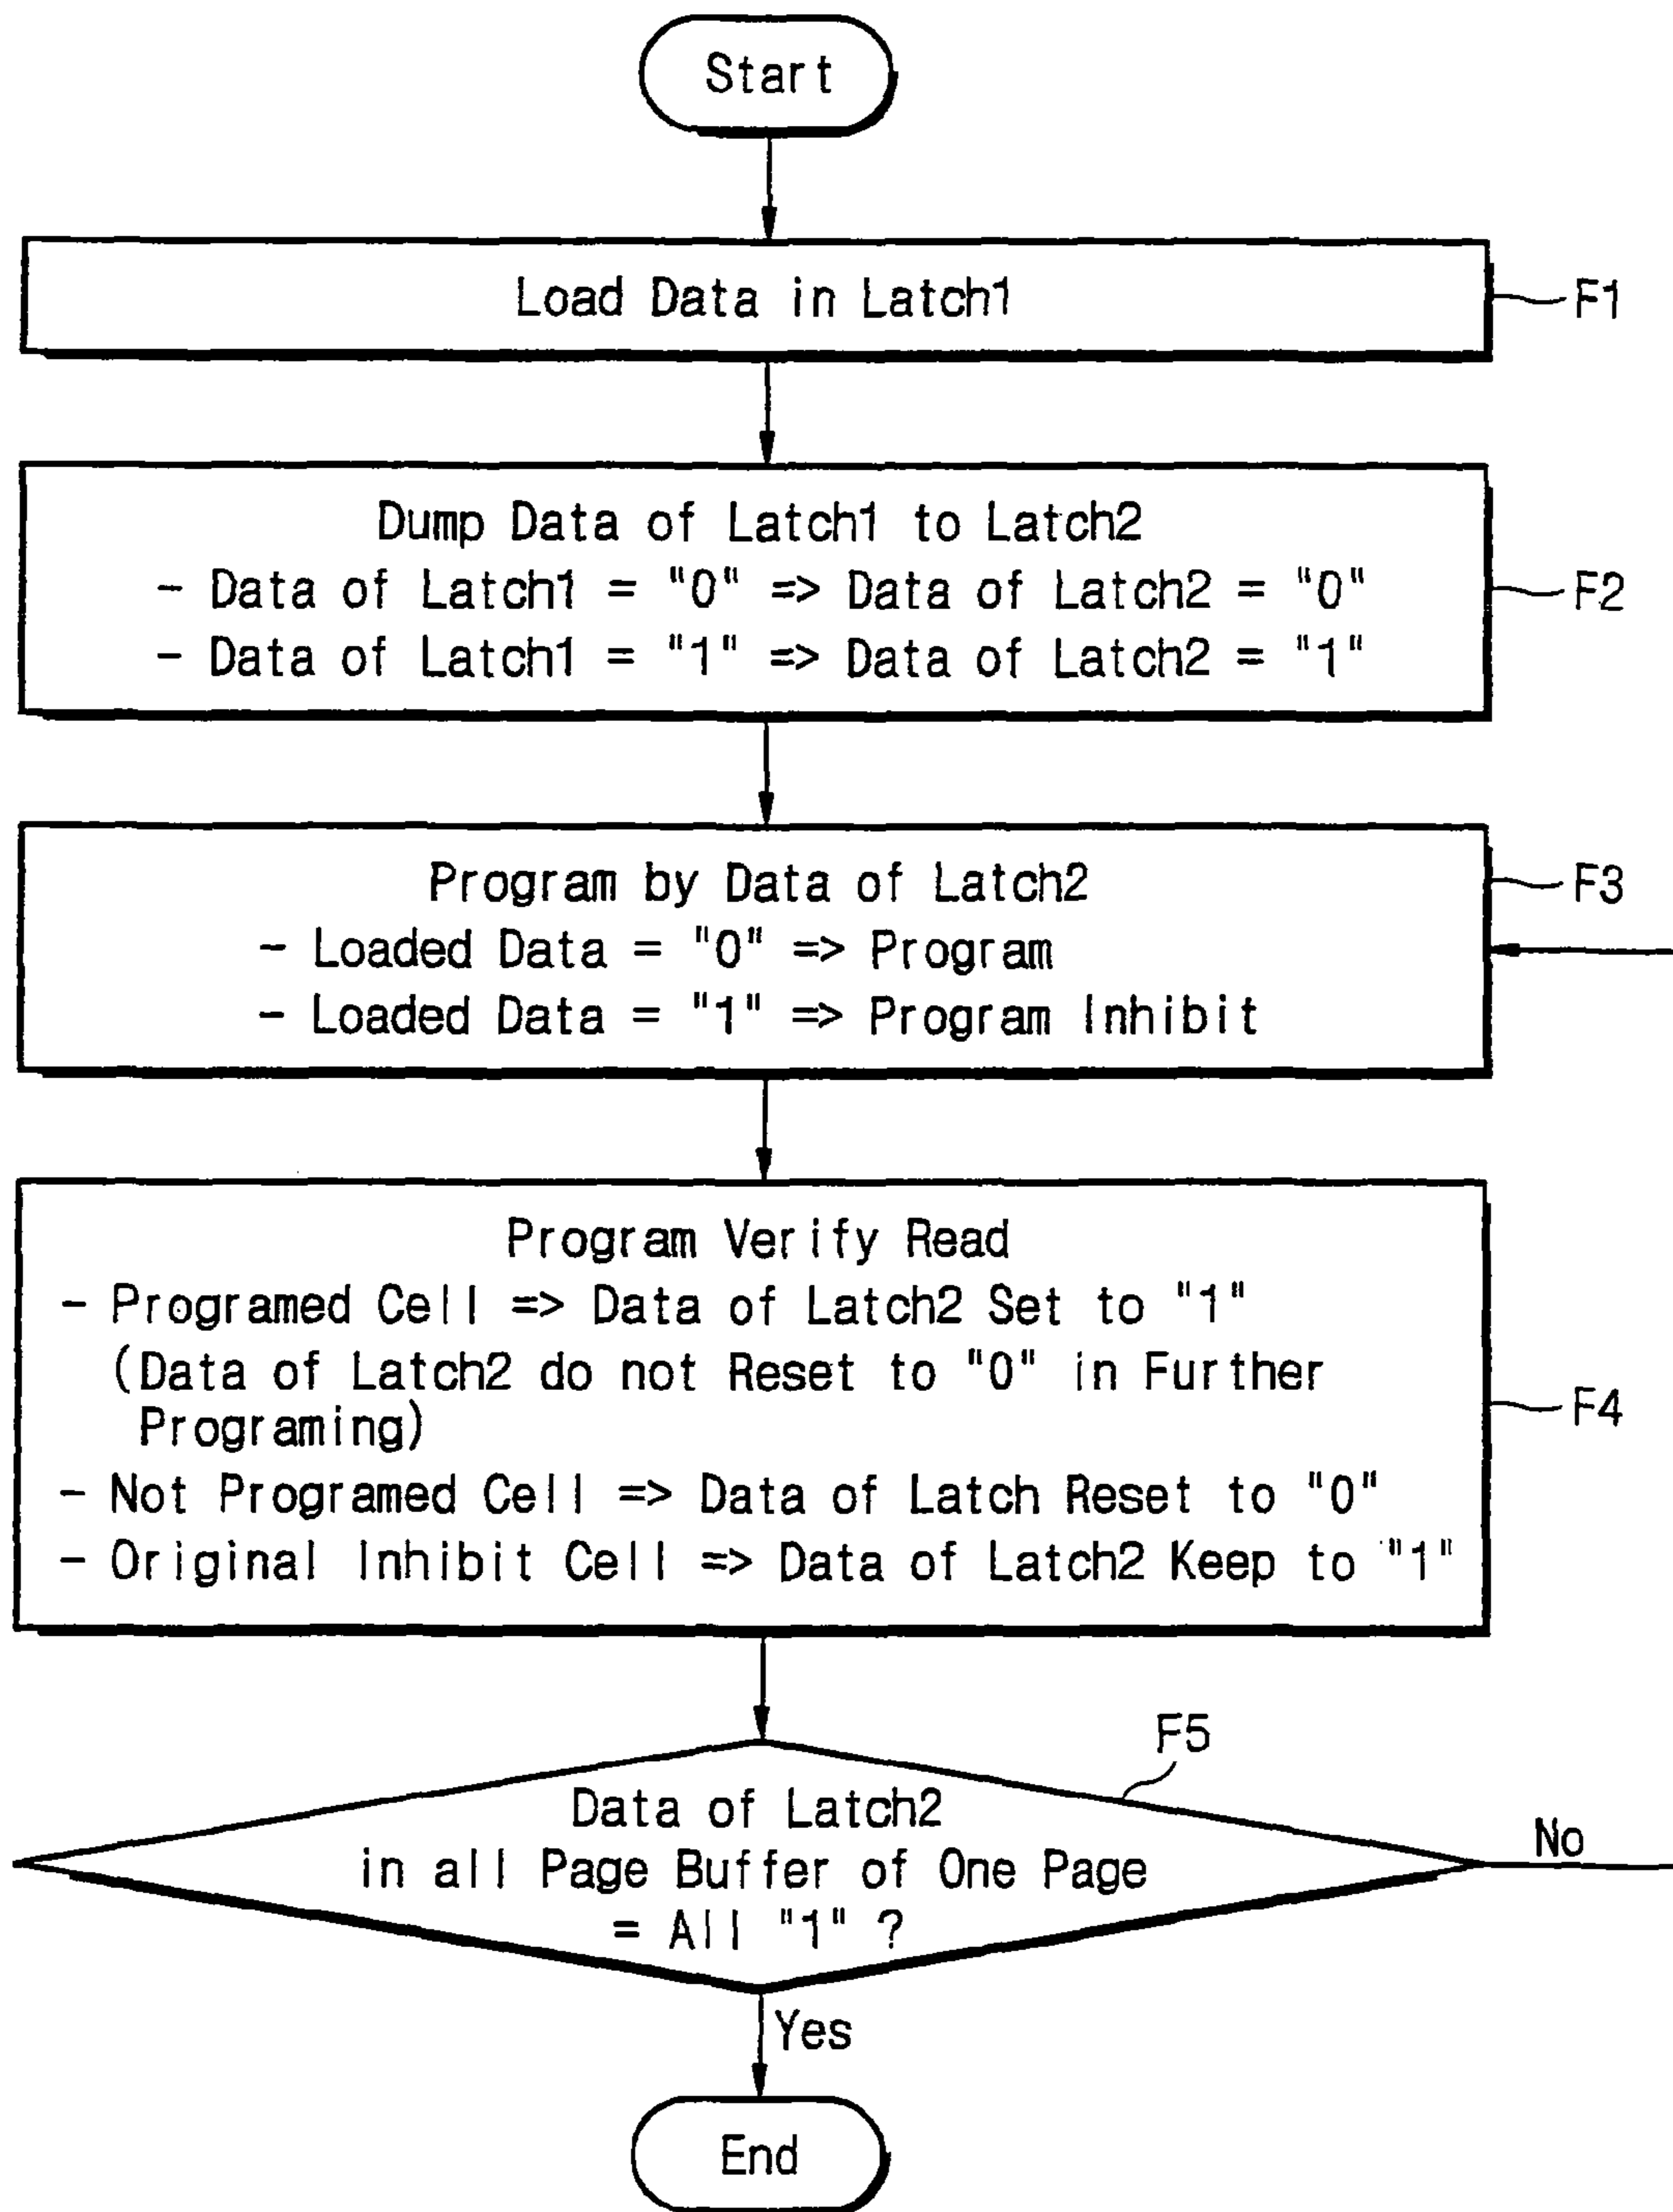 Start
Load Data in Latch1
F1
Dump Data of Latch1 to Latch2
- Data of Latch1 = "0" => Data of Latch2 = "0"
- Data of Latch1 = "1" => Data of Latch2 = "1"
F2
Program by Data of Latch2
- Loaded Data = "0" => Program
- Loaded Data = "1" => Program Inhibit
F3
Program Verify Read
- Programed Cell => Data of Latch2 Set to "1"
(Data of Latch2 do not Reset to "0" in Further
Programing)
- Not Programed Cell => Data of Latch Reset to "0"
- Original Inhibit Cell => Data of Latch2 Keep to "1"
F4
F5
Data of Latch2
in all Page Buffer of One Page
= All "1" ?
No
Yes
End